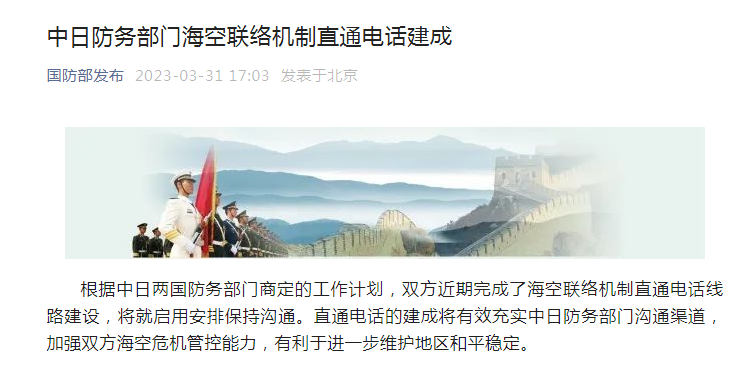 中日防务部门海空联络机制直通电话建成
国防部发布 2023-03-31 17:03 发表于北京
根据中日两国防务部门商定的工作计划，双方近期完成了海空联络机制直通电话线
路建设，将就启用安排保持沟通。直通电话的建成将有效充实中日防务部门沟通渠道，
加强双方海空危机管控能力，有利于进一步维护地区和平稳定。